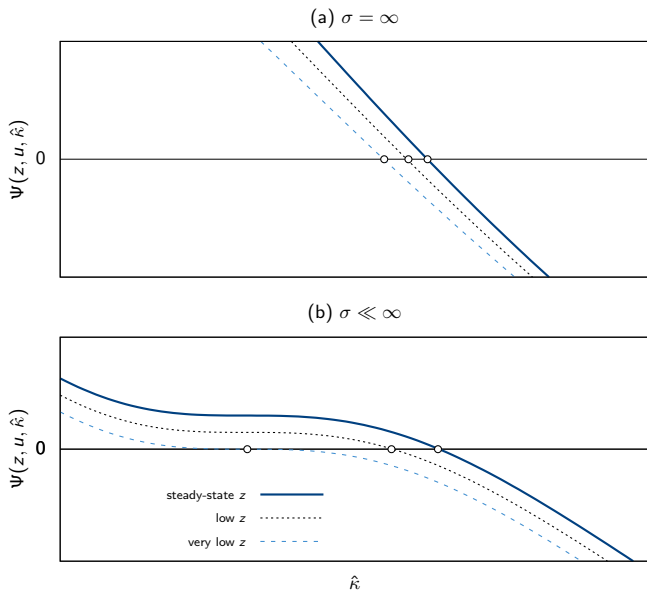 (a) σ = ∞
Ψ(z, u, κ̂)
0
(b) σ ≪ ∞
Ψ(z, u, κ̂)
0
steady-state z
low z
very low z
κ̂